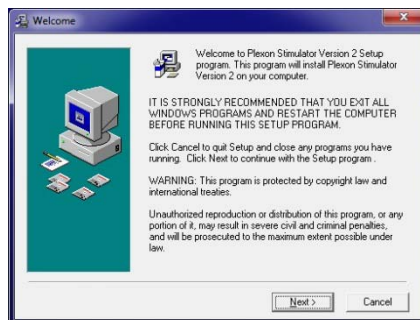 Welcome
Welcome to Plexon Stimulator Version 2 Setup
program. This program will install Plexon Stimulator
Version 2 on your computer.
IT IS STRONGLY RECOMMENDED THAT YOU EXIT ALL
WINDOWS PROGRAMS AND RESTART THE COMPUTER
BEFORE RUNNING THIS SETUP PROGRAM.
Click Cancel to quit Setup and close any programs you have
running. Click Next to continue with the Setup program .
WARNING: This program is protected by copyright law and
international treaties.
Unauthorized reproduction or distribution of this program, or any
portion of it, may result in severe civil and criminal penalties,
and will be prosecuted to the maximum extent possible under
law.
Next > Cancel